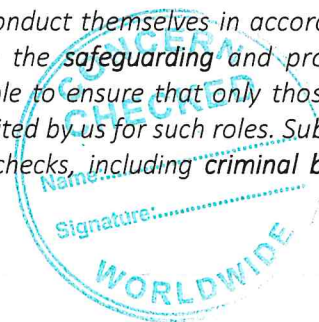 onduct themselves in accor
the safeguarding and pro
le to ensure that only thos
ited by us for such roles. Sub
checks, including criminal b
CONCERN
CHECKED
Name:
Signature:
WORLDWIDE